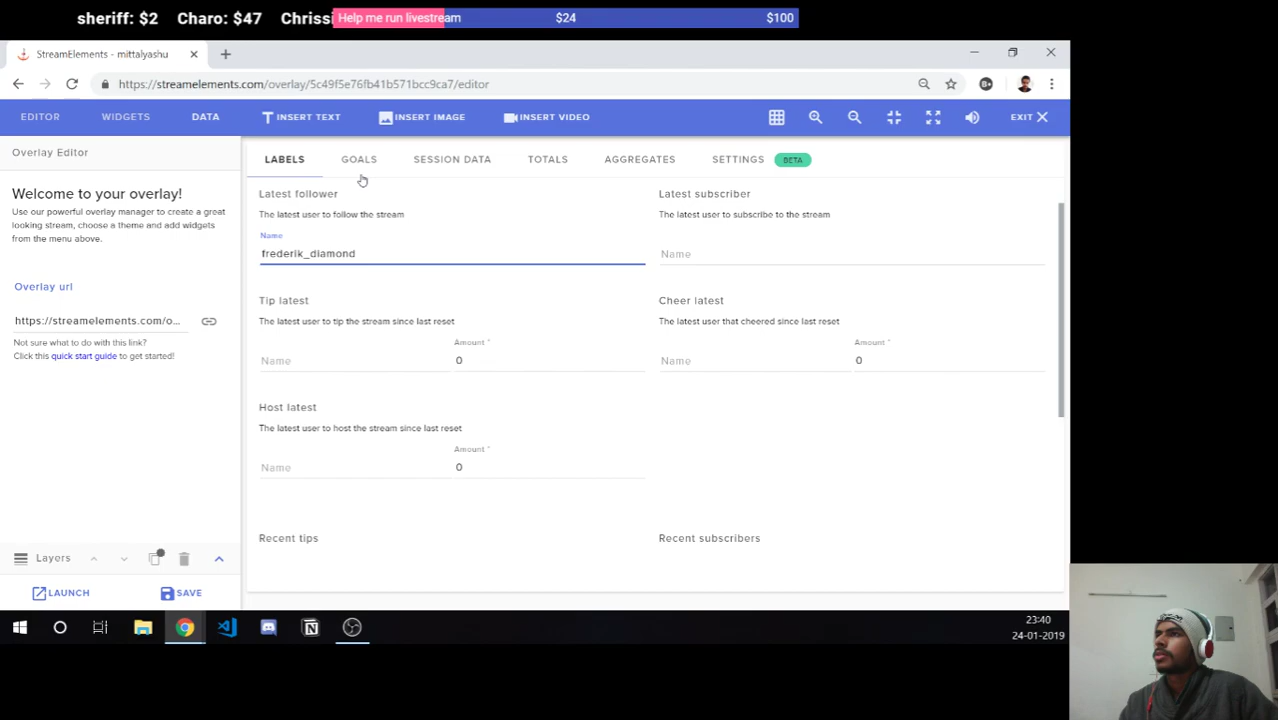 sheriff: $2 Charo: $47 Chrissi
Help me run livestream $24 $100
StreamElements - mittalyashu
https://streamelements.com/overlay/5c49f5e76fb41b571bcc9ca7/editor
EDITOR WIDGETS DATA INSERT TEXT INSERT IMAGE INSERT VIDEO EXIT
Overlay Editor
LABELS GOALS SESSION DATA TOTALS AGGREGATES SETTINGS BETA
Welcome to your overlay!
Use our powerful overlay manager to create a great
looking stream, choose a theme and add widgets
from the menu above.
Overlay url
https://streamelements.com/o...
Not sure what to do with this link?
Click this quick start guide to get started!
Layers
LAUNCH SAVE
Latest follower
The latest user to follow the stream
Name
frederik_diamond
Latest subscriber
The latest user to subscribe to the stream
Name
Tip latest
The latest user to tip the stream since last reset
Name
Amount *
0
Cheer latest
The latest user that cheered since last reset
Name
Amount *
0
Host latest
The latest user to host the stream since last reset
Name
Amount *
0
Recent tips
Recent subscribers
23:40
24-01-2019